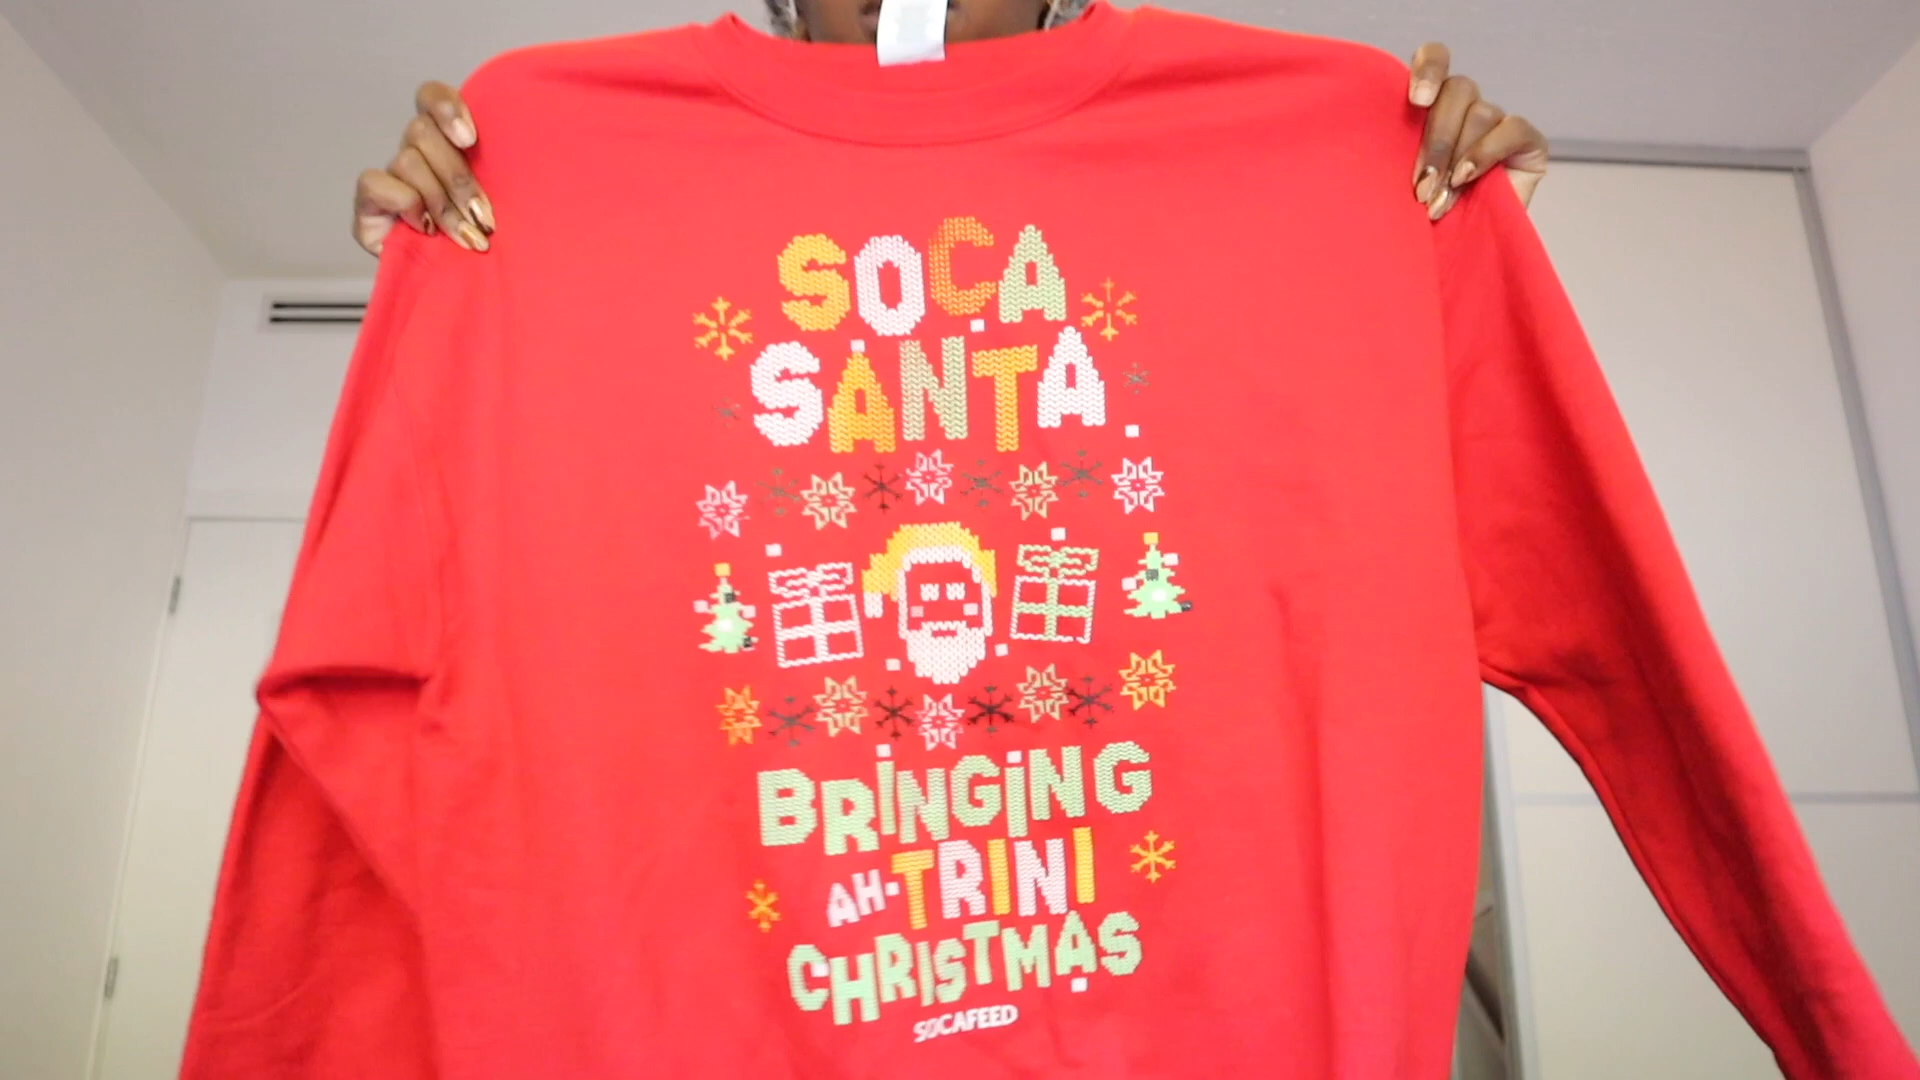 SOCA
SANTA
BRINGING
AH-TRINI
CHRISTMAS
SOCAFEED